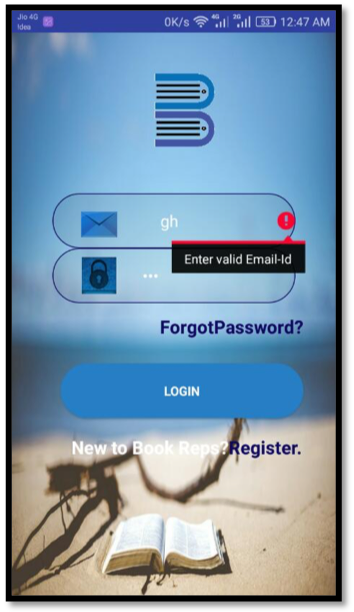 Jio 4G
Idea
0K/s 4G 2G 53 12:47 AM
gh
Enter valid Email-Id
•••
ForgotPassword?
LOGIN
New to Book Reps?Register.